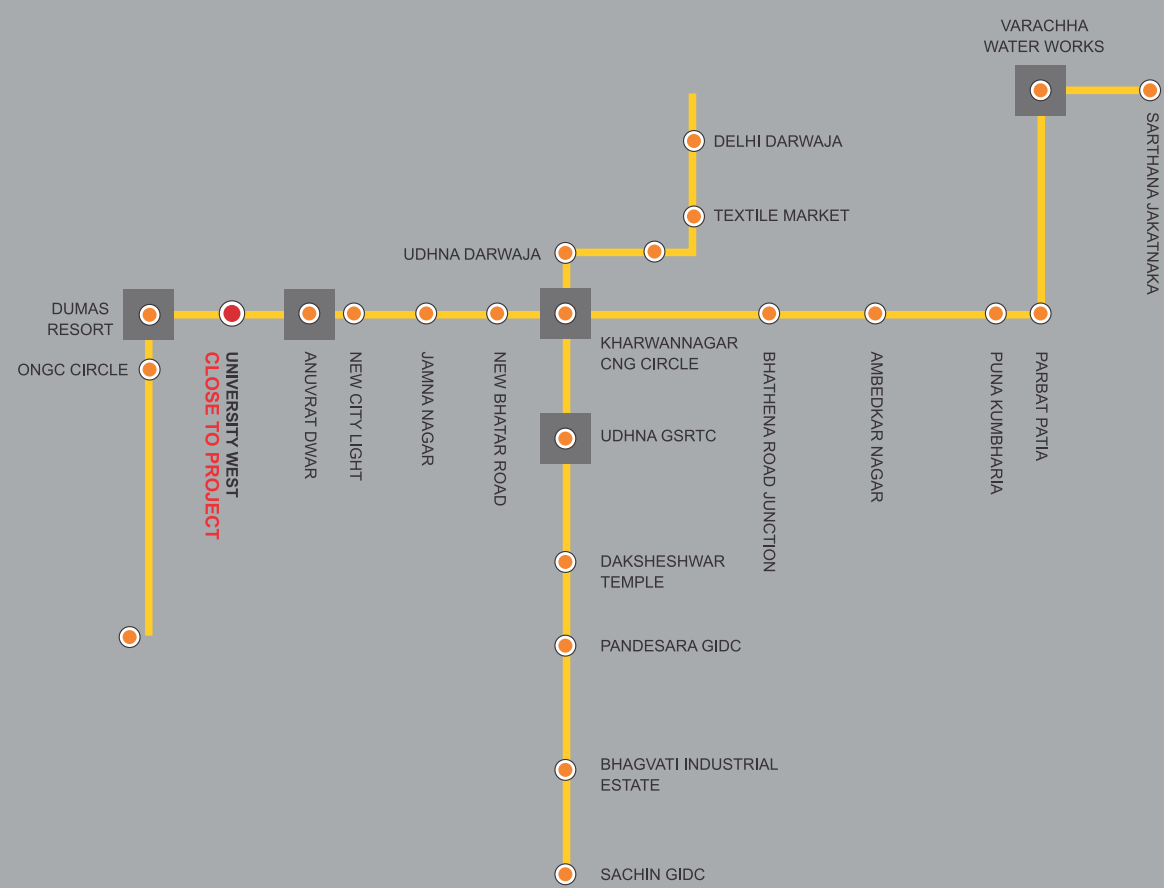 VARACHHA
WATER WORKS
SARTHANA JAKATNAKA
DELHI DARWAJA
TEXTILE MARKET
UDHNA DARWAJA
DUMAS
RESORT
ONGC CIRCLE
UNIVERSITY WEST
CLOSE TO PROJECT
ANUVRAT DWAR
NEW CITY LIGHT
JAMNA NAGAR
NEW BHATAR ROAD
KHARWANNAGAR
CNG CIRCLE
BHATHENA ROAD JUNCTION
AMBEDKAR NAGAR
PUNA KUMBHARIA
PARBAT PATIA
UDHNA GSRTC
DAKSHESHWAR
TEMPLE
PANDESARA GIDC
BHAGVATI INDUSTRIAL
ESTATE
SACHIN GIDC